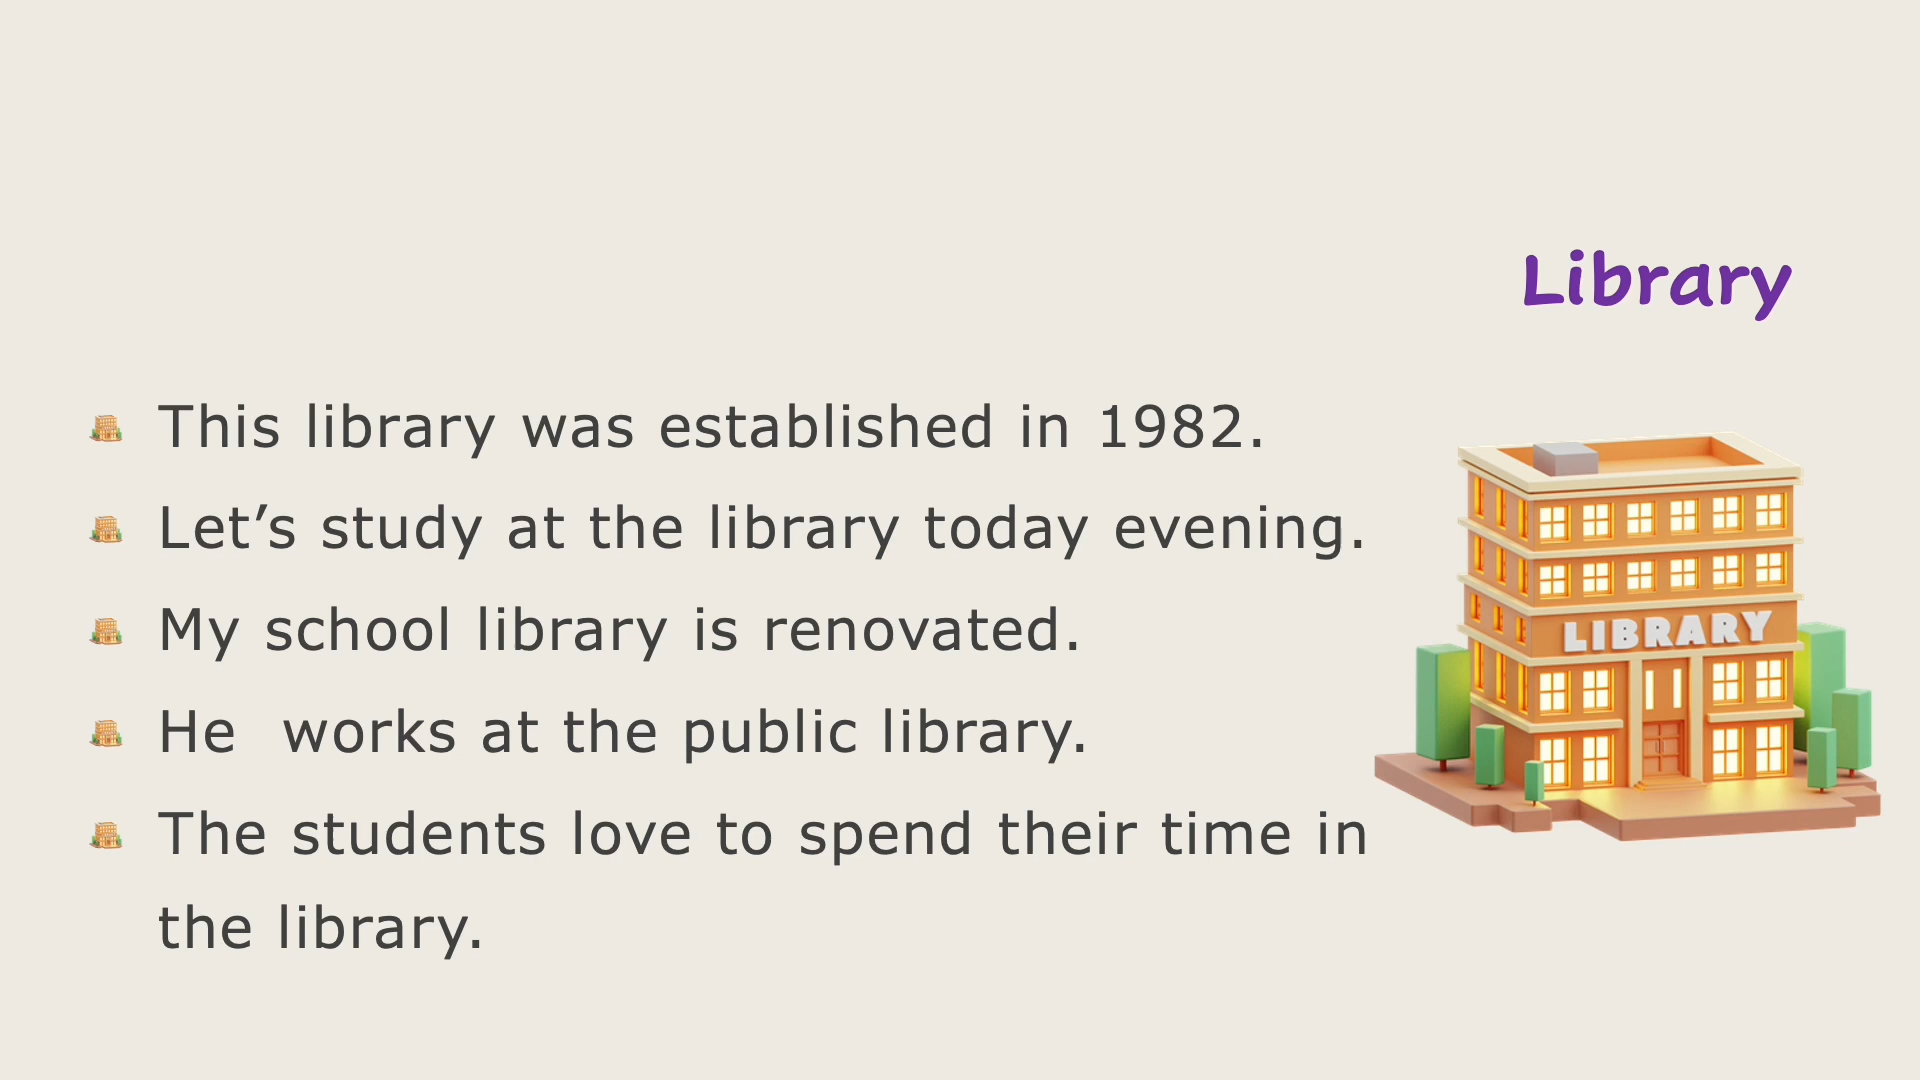 Library
This library was established in 1982.
Let’s study at the library today evening.
My school library is renovated.
He  works at the public library.
The students love to spend their time in
the library.
LIBRARY